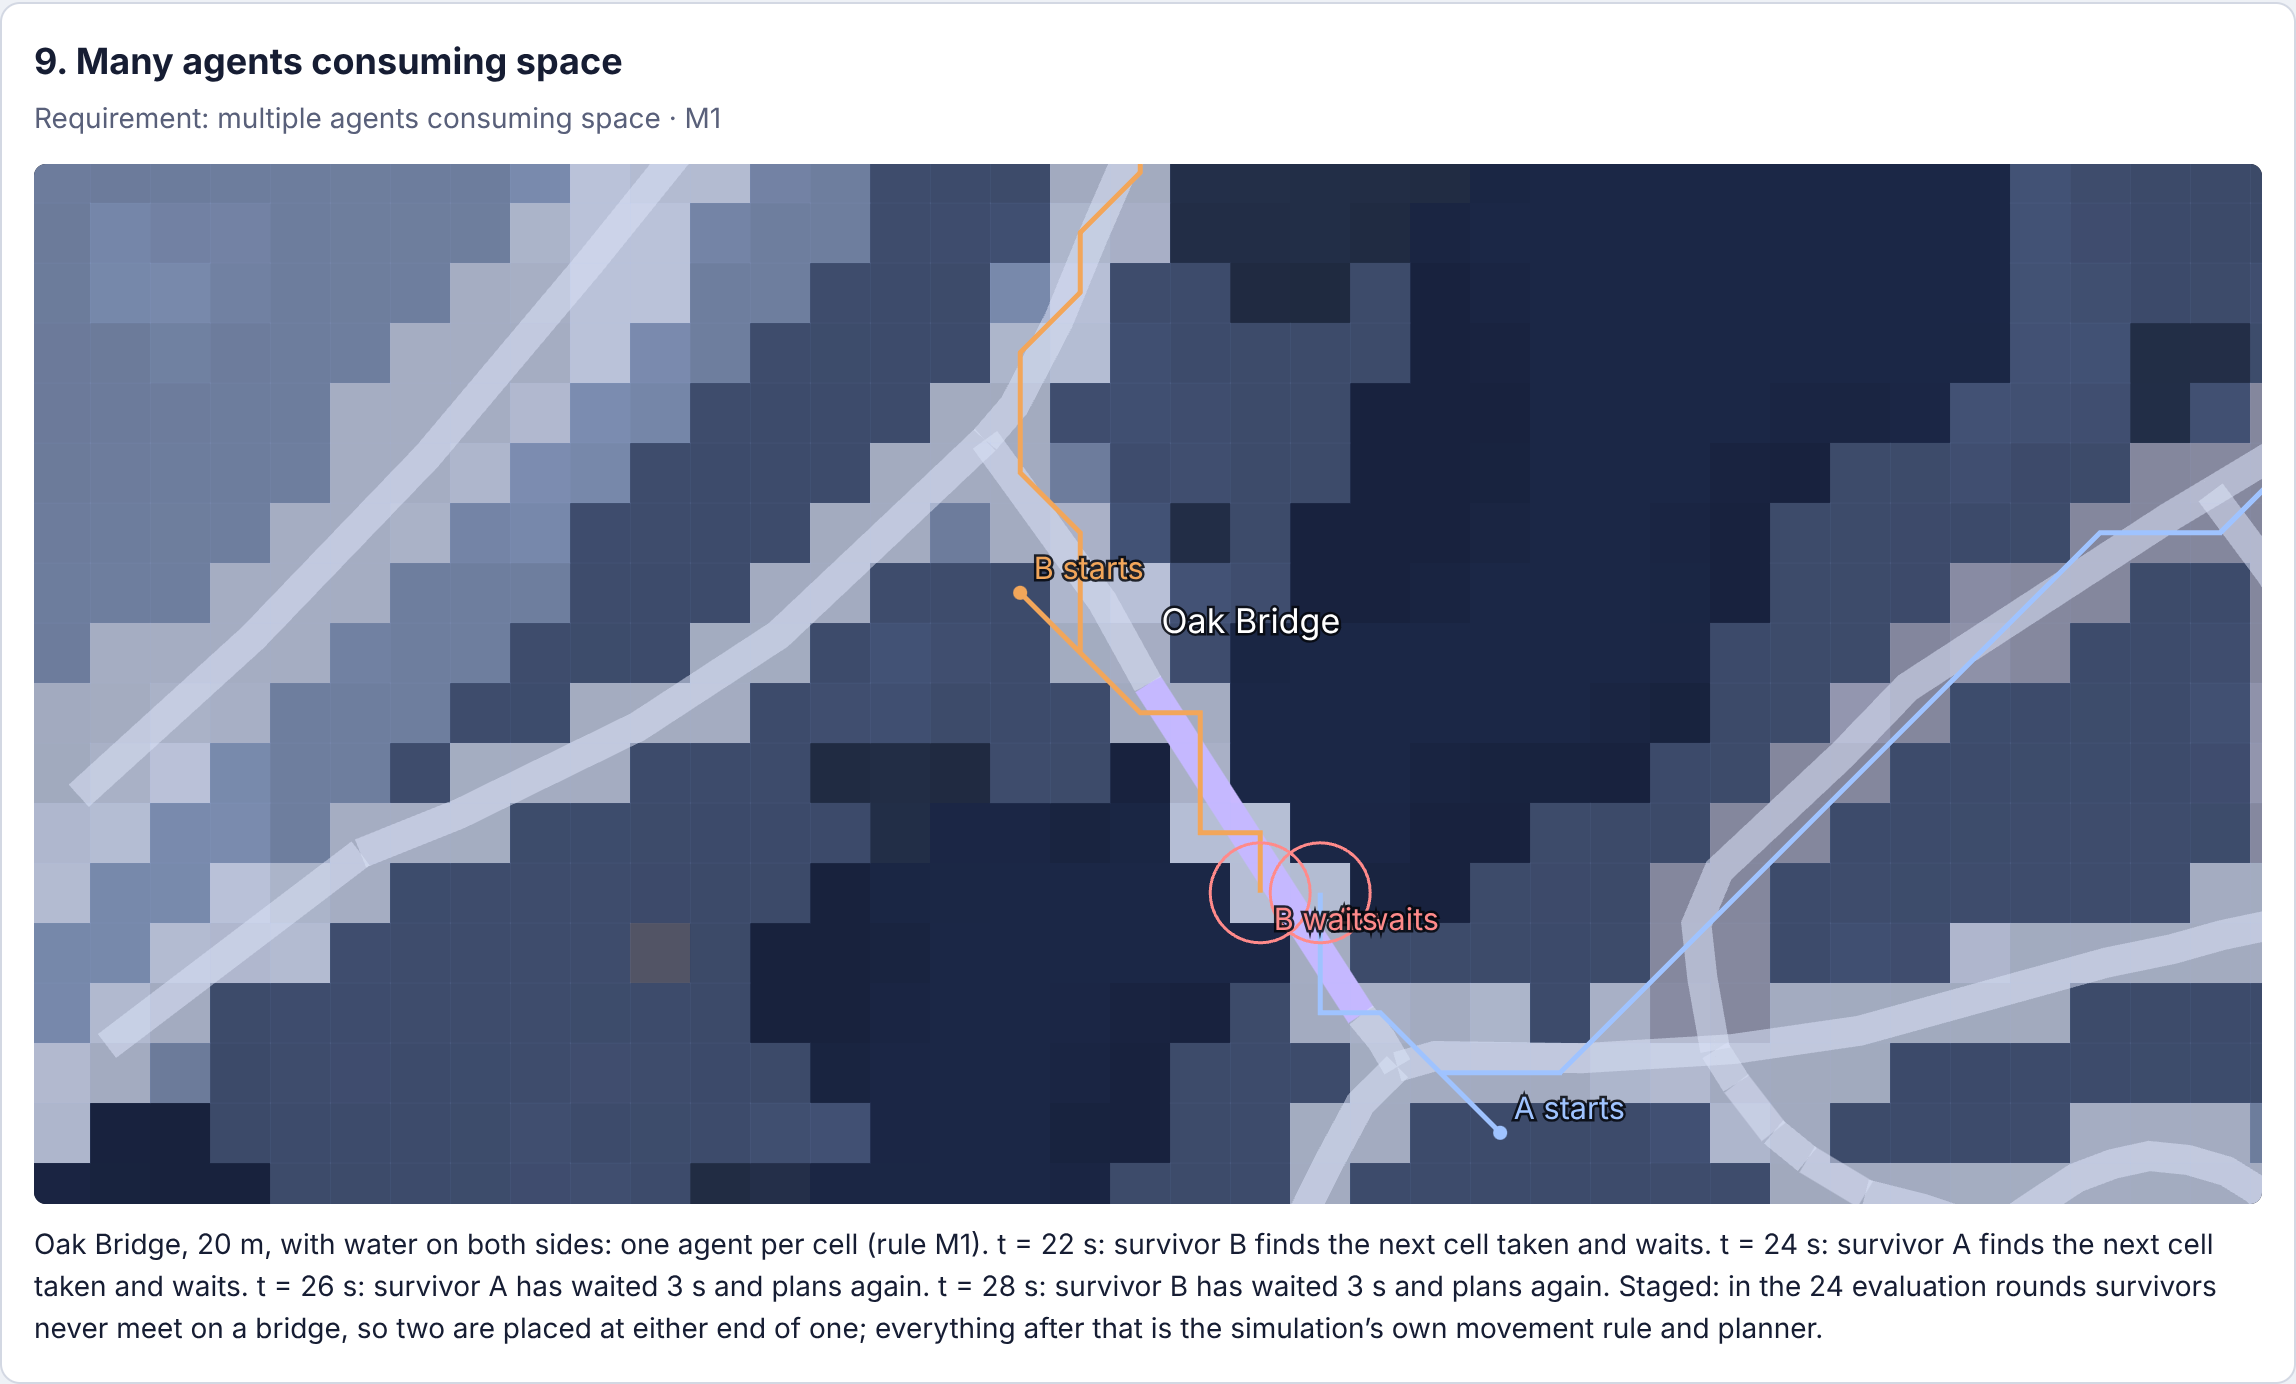 9. Many agents consuming space
Requirement: multiple agents consuming space · M1
B starts
Oak Bridge
B waits
waits
A starts
Oak Bridge, 20 m, with water on both sides: one agent per cell (rule M1). t = 22 s: survivor B finds the next cell taken and waits. t = 24 s: survivor A finds the next cell
taken and waits. t = 26 s: survivor A has waited 3 s and plans again. t = 28 s: survivor B has waited 3 s and plans again. Staged: in the 24 evaluation rounds survivors
never meet on a bridge, so two are placed at either end of one; everything after that is the simulation’s own movement rule and planner.